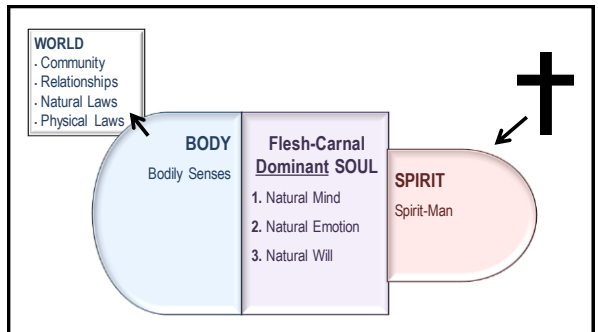 WORLD
. Community
. Relationships
. Natural Laws
. Physical Laws
BODY
Bodily Senses
Flesh-Carnal
Dominant SOUL
1. Natural Mind
2. Natural Emotion
3. Natural Will
SPIRIT
Spirit-Man